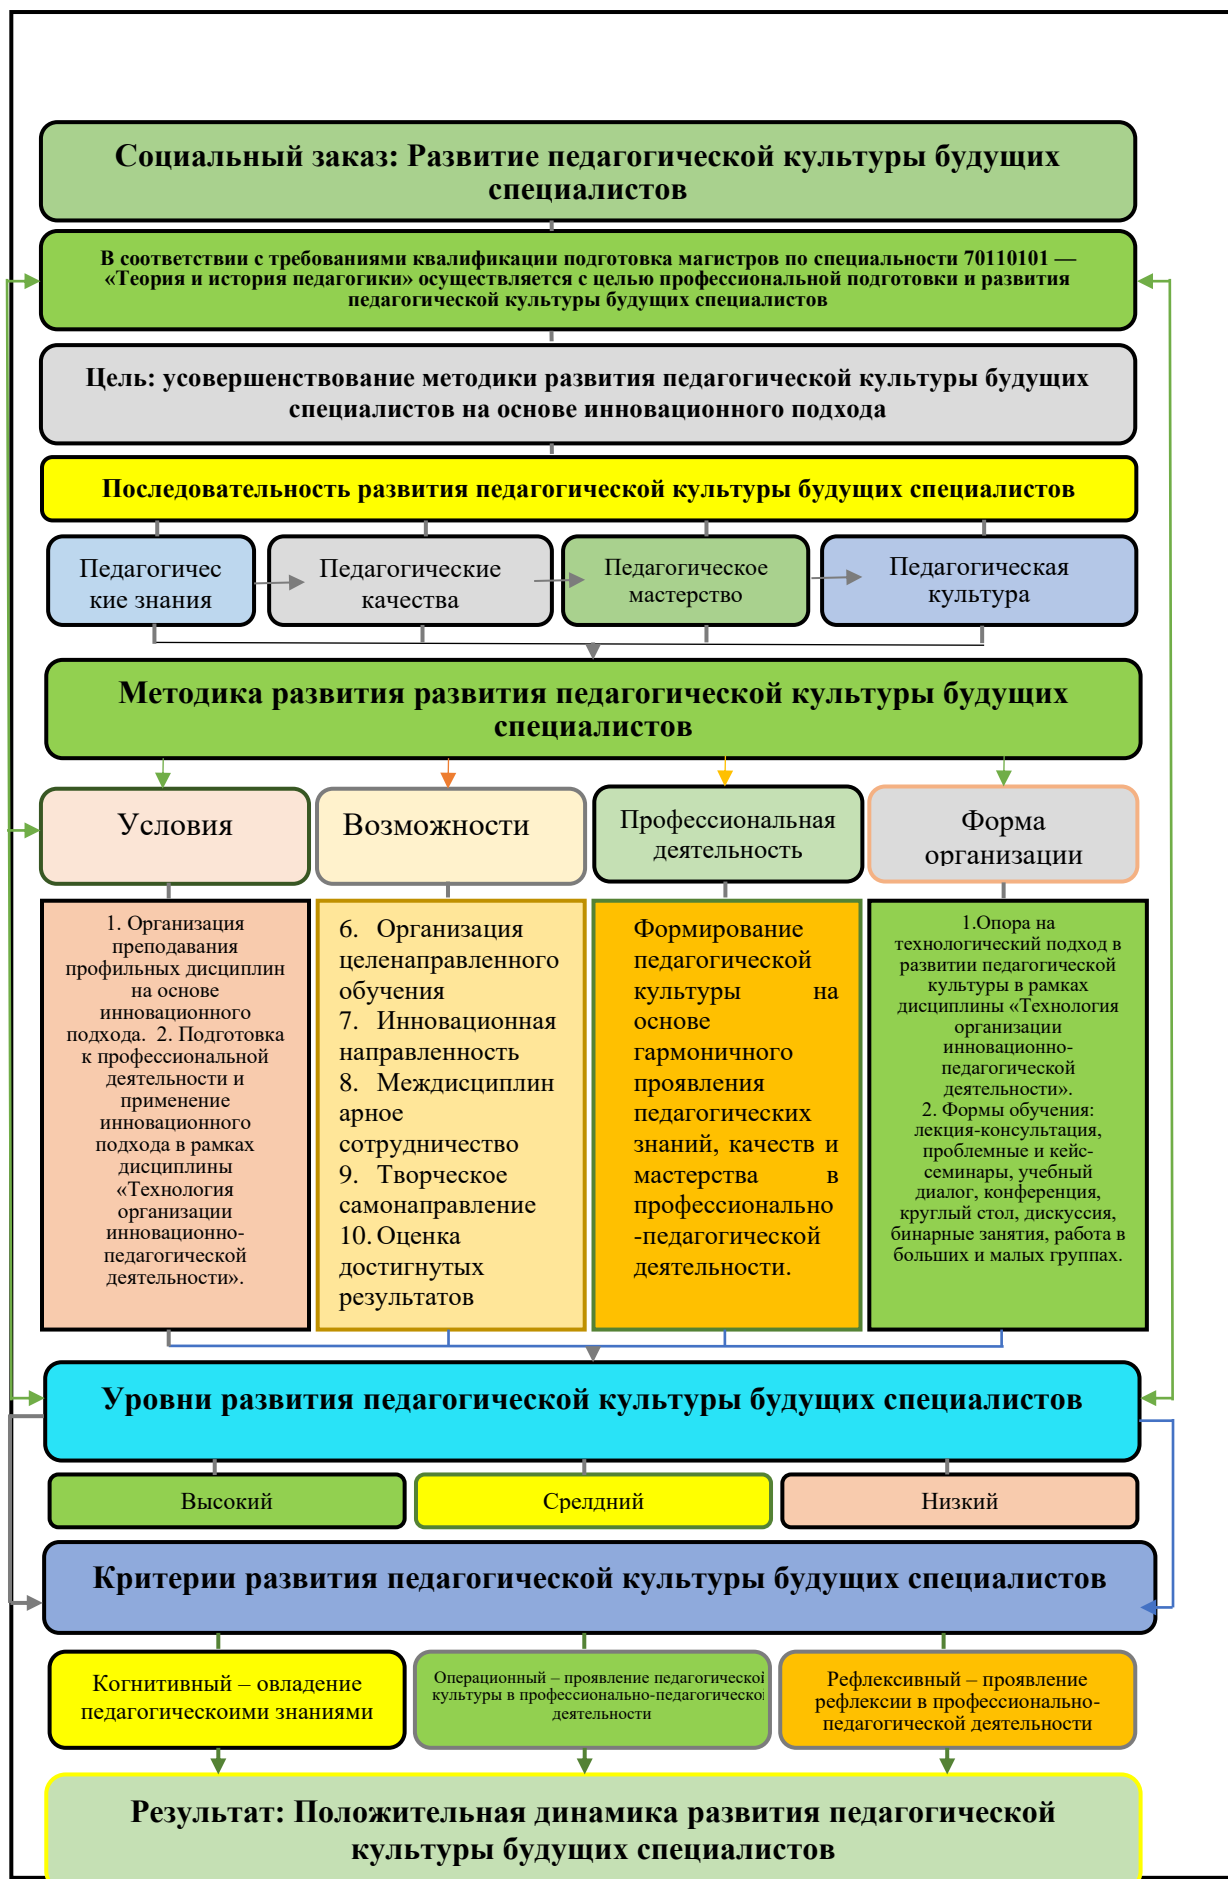 Социальный заказ: Развитие педагогической культуры будущих
специалистов
В соответствии с требованиями квалификации подготовка магистров по специальности 70110101 —
«Теория и история педагогики» осуществляется с целью профессиональной подготовки и развития
педагогической культуры будущих специалистов
Цель: усовершенствование методики развития педагогической культуры будущих
специалистов на основе инновационного подхода
Последовательность развития педагогической культуры будущих специалистов
Педагогичес
кие знания
Педагогические
качества
Педагогическое
мастерство
Педагогическая
культура
Методика развития развития педагогической культуры будущих
специалистов
Условия
Возможности
Профессиональная
деятельность
Форма
организации
1. Организация
преподавания
профильных дисциплин
на основе
инновационного
подхода. 2. Подготовка
к профессиональной
деятельности и
применение
инновационного
подхода в рамках
дисциплины
«Технология
организации
инновационно-
педагогической
деятельности».
6. Организация
целенаправленного
обучения
7. Инновационная
направленность
8. Междисциплин
арное
сотрудничество
9. Творческое
самонаправление
10. Оценка
достигнутых
результатов
Формирование
педагогической
культуры на
основе
гармоничного
проявления
педагогических
знаний, качеств и
мастерства в
профессионально
-педагогической
деятельности.
1.Опора на
технологический подход в
развитии педагогической
культуры в рамках
дисциплины «Технология
организации
инновационно-
педагогической
деятельности».
2. Формы обучения:
лекция-консультация,
проблемные и кейс-
семинары, учебный
диалог, конференция,
круглый стол, дискуссия,
бинарные занятия, работа в
больших и малых группах.
Уровни развития педагогической культуры будущих специалистов
Высокий
Срелдний
Низкий
Критерии развития педагогической культуры будущих специалистов
Когнитивный – овладение
педагогическоими знаниями
Операционный – проявление педагогической
культуры в профессионально-педагогической
деятельности
Рефлексивный – проявление
рефлексии в профессионально-
педагогической деятельности
Результат: Положительная динамика развития педагогической
культуры будущих специалистов